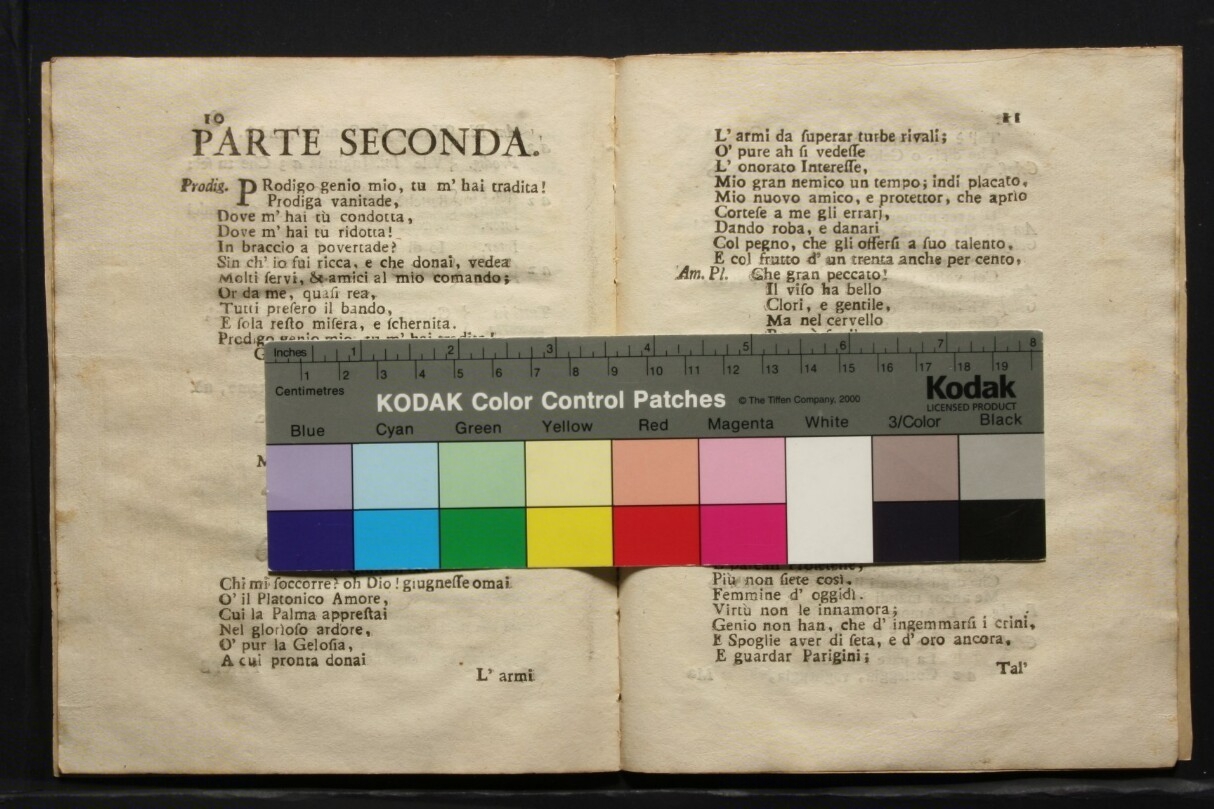 10
PARTE SECONDA.
Prodig. PRodigo genio mio, tu m' hai tradita!
Prodiga vanitade,
Dove m' hai tù condotta,
Dove m' hai tu ridotta!
In braccio a povertade?
Sin ch' io fui ricca, e che donai, vedea
Molti servi, & amici al mio comando;
Or da me, quasi rea,
Tutti presero il bando,
E sola resto misera, e schernita.
Prodigo genio mio, tu m' hai tradita!
Chi mi soccorre? oh Dio! giugnesse omai
O' il Platonico Amore,
Cui la Palma apprestai
Nel glorioso ardore,
O' pur la Gelosia,
A cui pronta donai
L' armi
11
L' armi da superar turbe rivali;
O' pure ah si vedesse
L' onorato Interesse,
Mio gran nemico un tempo; indi placato,
Mio nuovo amico, e protettor, che aprìo
Cortese a me gli erarj,
Dando roba, e danari
Col pegno, che gli offersi a suo talento,
E col frutto d' un trenta anche per cento,
Am. Pl. Che gran peccato!
Il viso ha bello
Clori, e gentile,
Ma nel cervello
Più non siete così.
Femmine d' oggidì.
Virtù non le innamora;
Genio non han, che d' ingemmarsi i crini,
E Spoglie aver di seta, e d' oro ancora,
E guardar Parigini;
Tal'
Inches 1 2 3 4 5 6 7 8
Centimetres 1 2 3 4 5 6 7 8 9 10 11 12 13 14 15 16 17 18 19
KODAK Color Control Patches © The Tiffen Company, 2000
Kodak
LICENSED PRODUCT
Blue Cyan Green Yellow Red Magenta White 3/Color Black